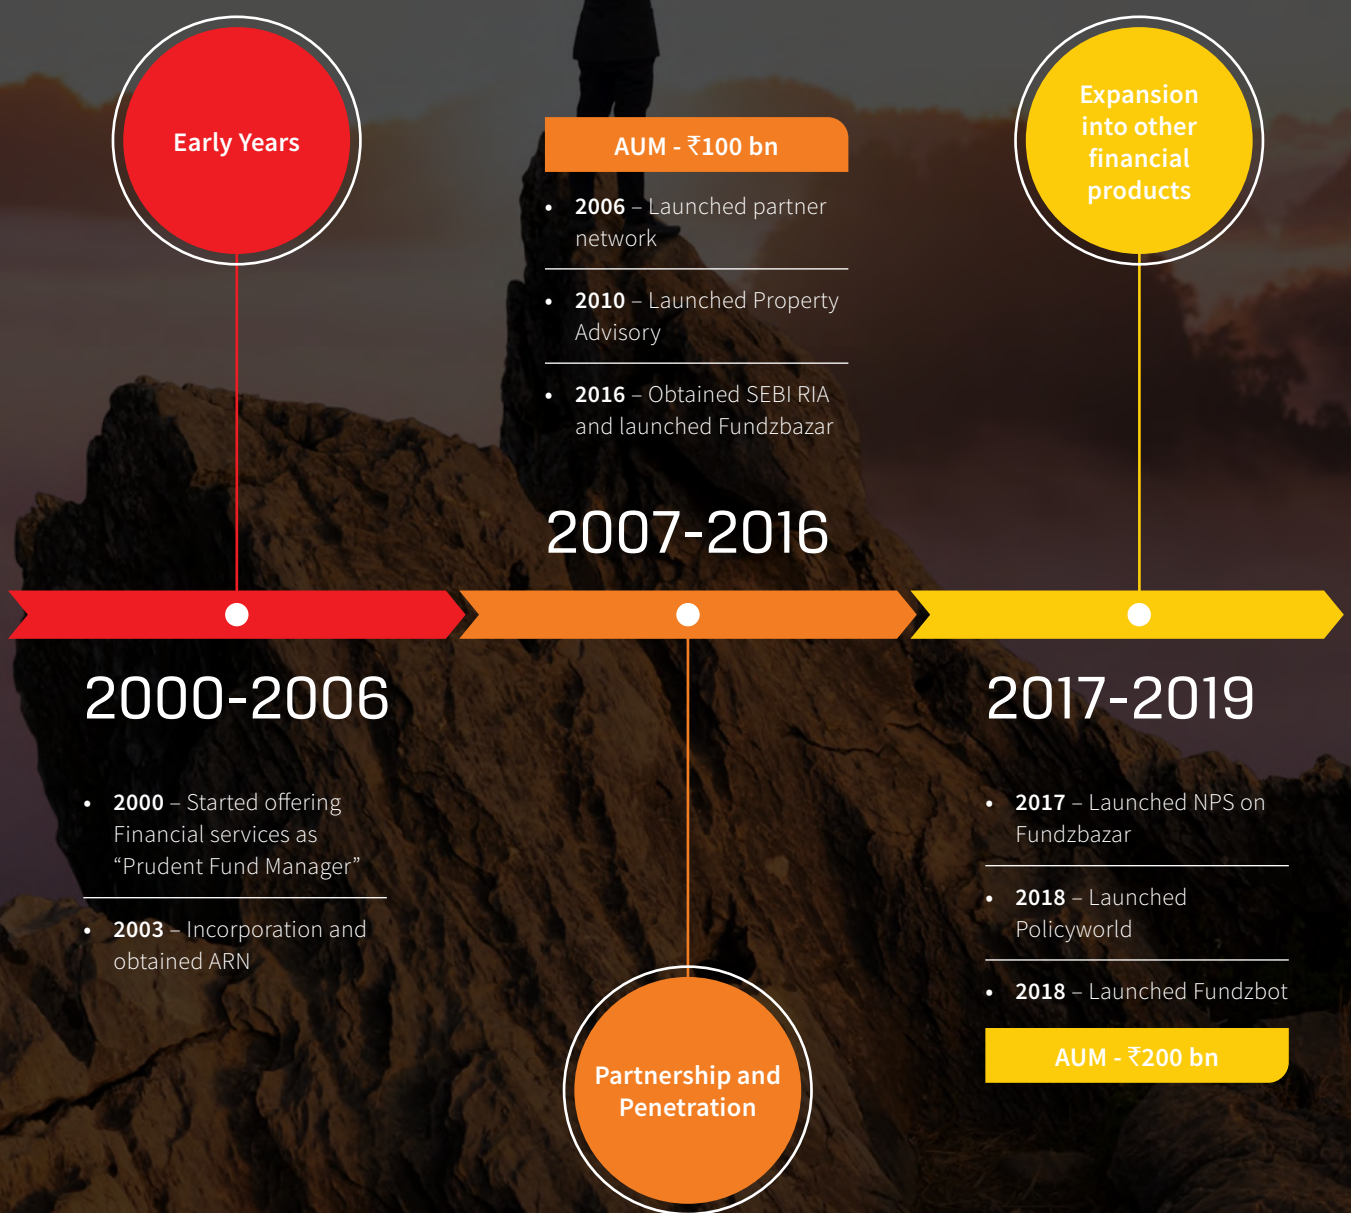 Early Years
2000-2006
• 2000 – Started offering
Financial services as
“Prudent Fund Manager”
• 2003 – Incorporation and
obtained ARN
AUM - ₹100 bn
• 2006 – Launched partner
network
• 2010 – Launched Property
Advisory
• 2016 – Obtained SEBI RIA
and launched Fundzbazar
2007-2016
Partnership and
Penetration
Expansion
into other
financial
products
2017-2019
• 2017 – Launched NPS on
Fundzbazar
• 2018 – Launched
Policyworld
• 2018 – Launched Fundzbot
AUM - ₹200 bn